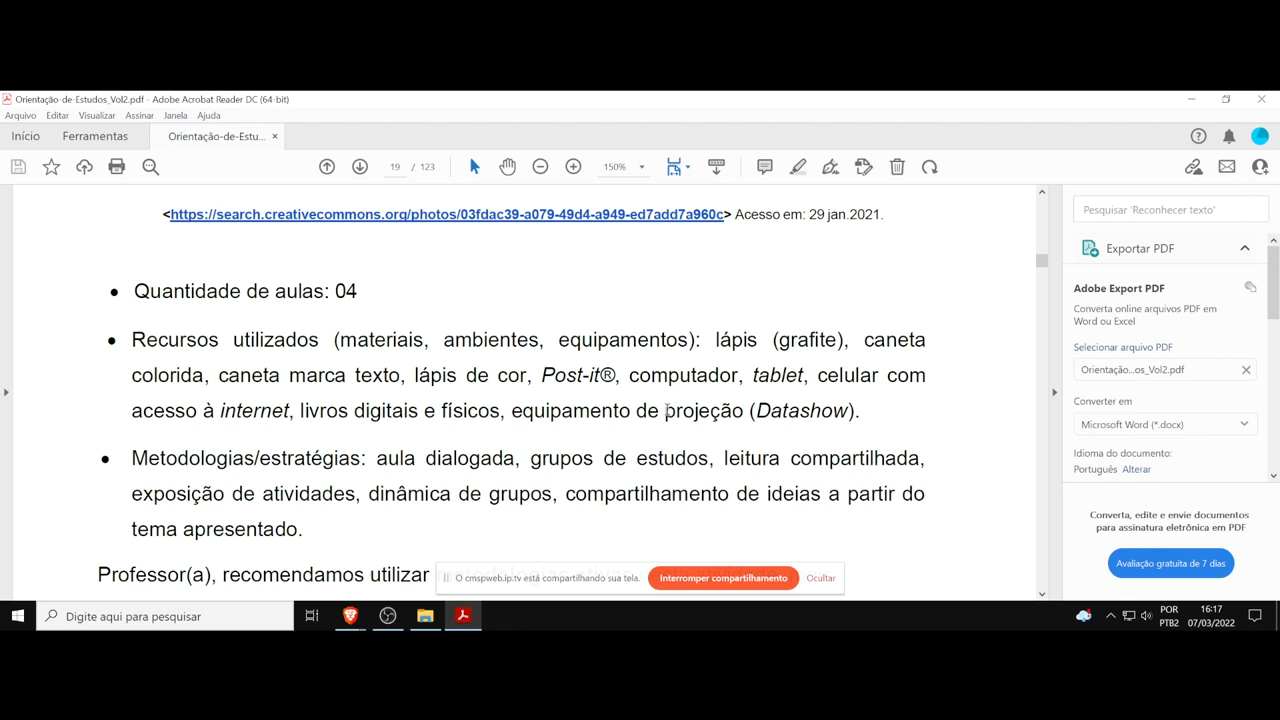 Orientação-de-Estudos_Vol2.pdf - Adobe Acrobat Reader DC (64-bit)
Arquivo Editar Visualizar Assinar Janela Ajuda
Início Ferramentas Orientação-de-Estu... ×
19 / 123 150%
<https://search.creativecommons.org/photos/03fdac39-a079-49d4-a949-ed7add7a960c> Acesso em: 29 jan.2021.
• Quantidade de aulas: 04
• Recursos utilizados (materiais, ambientes, equipamentos): lápis (grafite), caneta
colorida, caneta marca texto, lápis de cor, Post-it®, computador, tablet, celular com
acesso à internet, livros digitais e físicos, equipamento de projeção (Datashow).
• Metodologias/estratégias: aula dialogada, grupos de estudos, leitura compartilhada,
exposição de atividades, dinâmica de grupos, compartilhamento de ideias a partir do
tema apresentado.
Professor(a), recomendamos utilizar
Pesquisar 'Reconhecer texto'
Exportar PDF
Adobe Export PDF
Converta online arquivos PDF em
Word ou Excel
Selecionar arquivo PDF
Orientação...os_Vol2.pdf
Converter em
Microsoft Word (*.docx)
Idioma do documento:
Português Alterar
Converta, edite e envie documentos
para assinatura eletrônica em PDF
Avaliação gratuita de 7 dias
O cmspweb.ip.tv está compartilhando sua tela. Interromper compartilhamento Ocultar
Digite aqui para pesquisar
POR
PTB2
16:17
07/03/2022